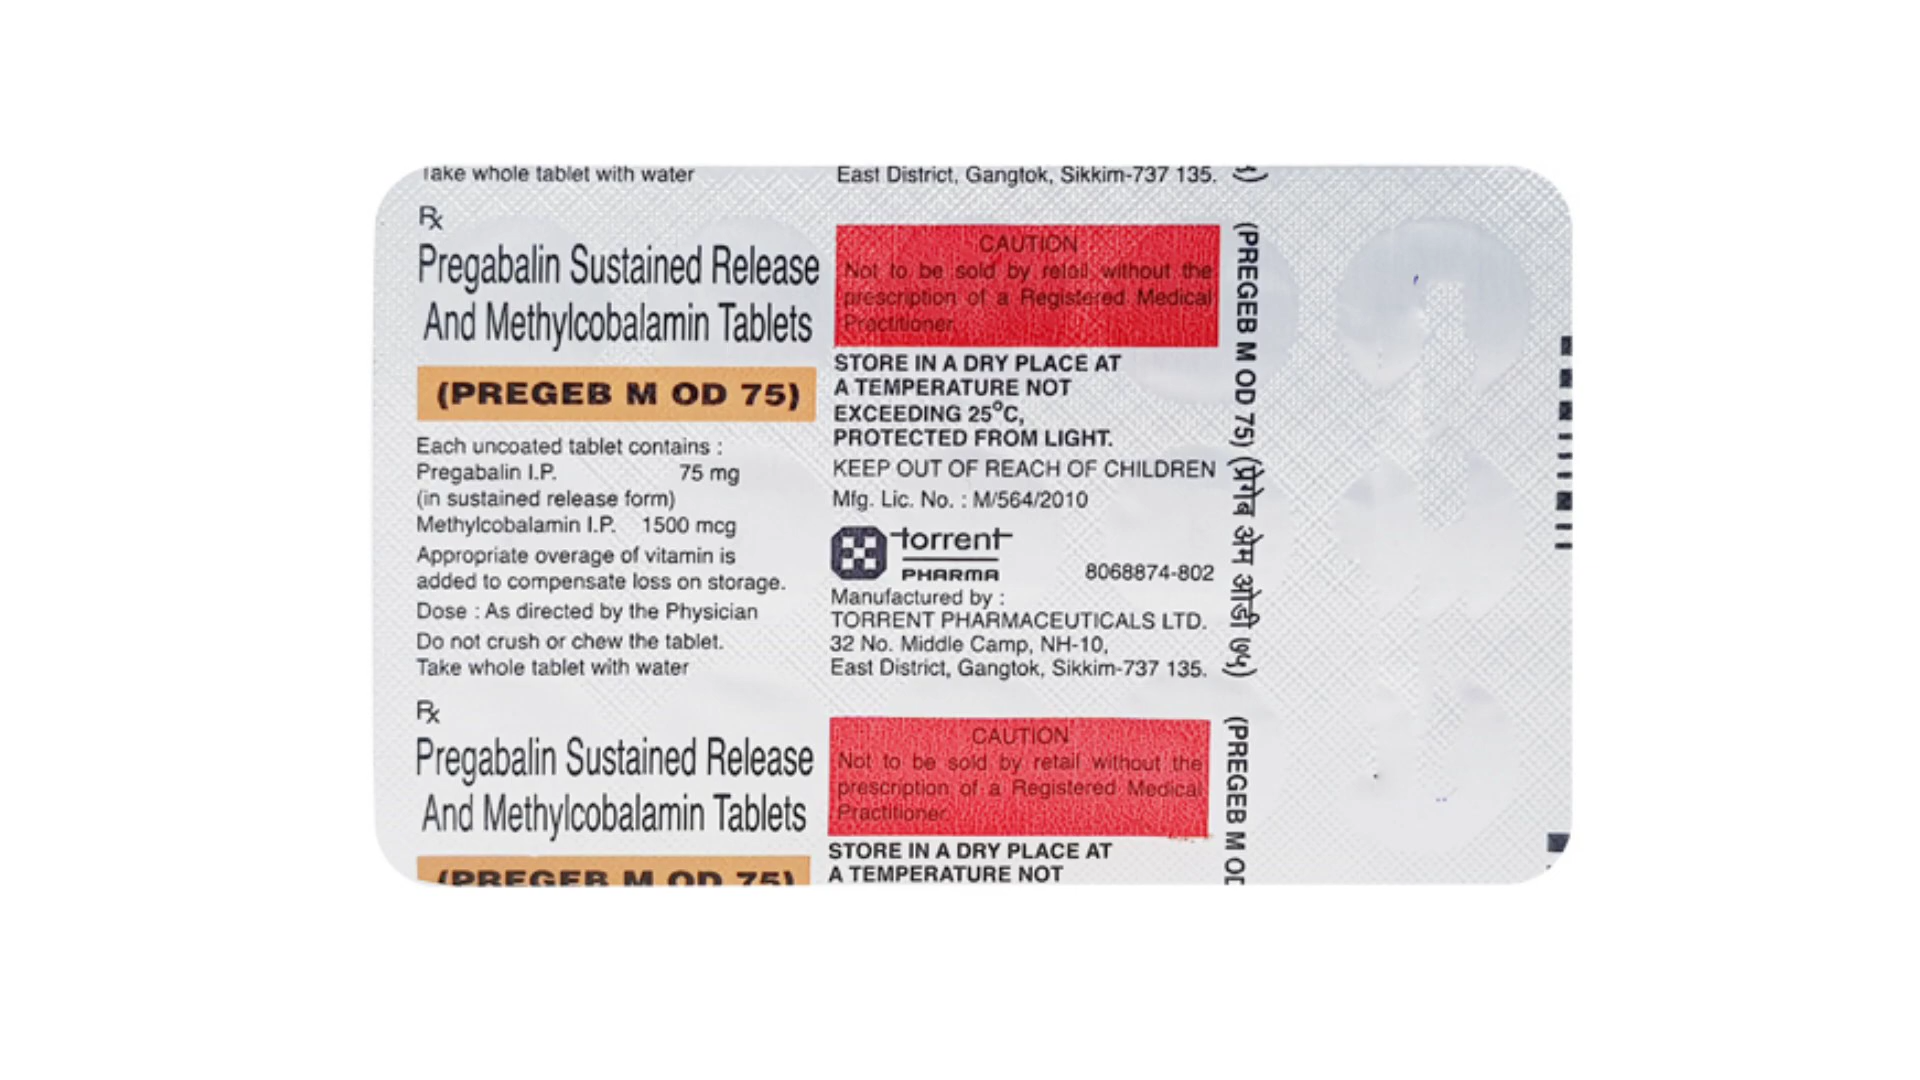 Take whole tablet with water
Rx
Pregabalin Sustained Release
And Methylcobalamin Tablets
(PREGEB M OD 75)
Each uncoated tablet contains :
Pregabalin I.P. 75 mg
(in sustained release form)
Methylcobalamin I.P. 1500 mcg
Appropriate overage of vitamin is
added to compensate loss on storage.
Dose : As directed by the Physician
Do not crush or chew the tablet.
Take whole tablet with water
Rx
Pregabalin Sustained Release
And Methylcobalamin Tablets
(PREGEB M OD 75)
East District, Gangtok, Sikkim-737 135.
CAUTION
Not to be sold by retail without the
prescription of a Registered Medical
Practitioner.
STORE IN A DRY PLACE AT
A TEMPERATURE NOT
EXCEEDING 25°C,
PROTECTED FROM LIGHT.
KEEP OUT OF REACH OF CHILDREN
Mfg. Lic. No. : M/564/2010
torrent
PHARMA
8068874-802
Manufactured by :
TORRENT PHARMACEUTICALS LTD.
32 No. Middle Camp, NH-10,
East District, Gangtok, Sikkim-737 135.
CAUTION
Not to be sold by retail without the
prescription of a Registered Medical
Practitioner.
STORE IN A DRY PLACE AT
A TEMPERATURE NOT
(PREGEB M OD 75) (प्रेगेब अेम ओडी ७५)
(PREGEB M OD